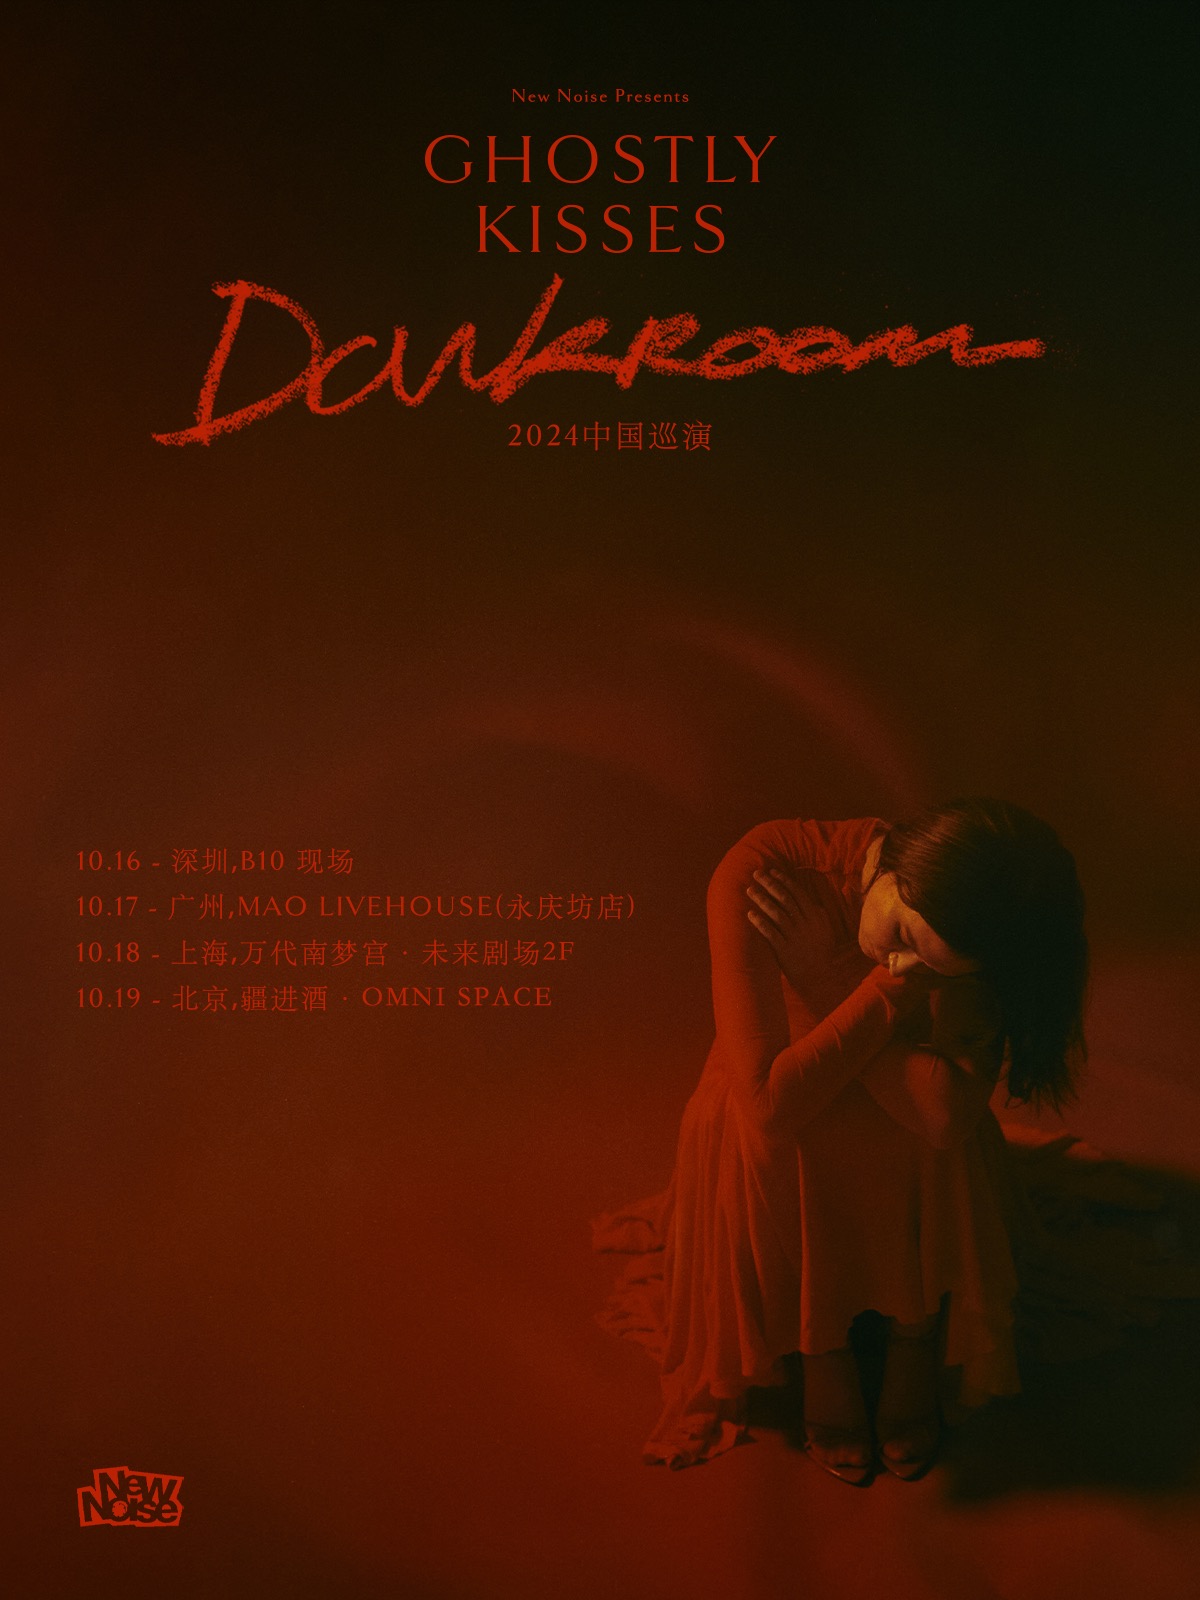 New Noise Presents
GHOSTLY
KISSES
Darkroom
2024中国巡演
10.16 - 深圳,B10 现场
10.17 - 广州,MAO LIVEHOUSE(永庆坊店)
10.18 - 上海,万代南梦宫 · 未来剧场2F
10.19 - 北京,疆进酒 · OMNI SPACE
New
Noise